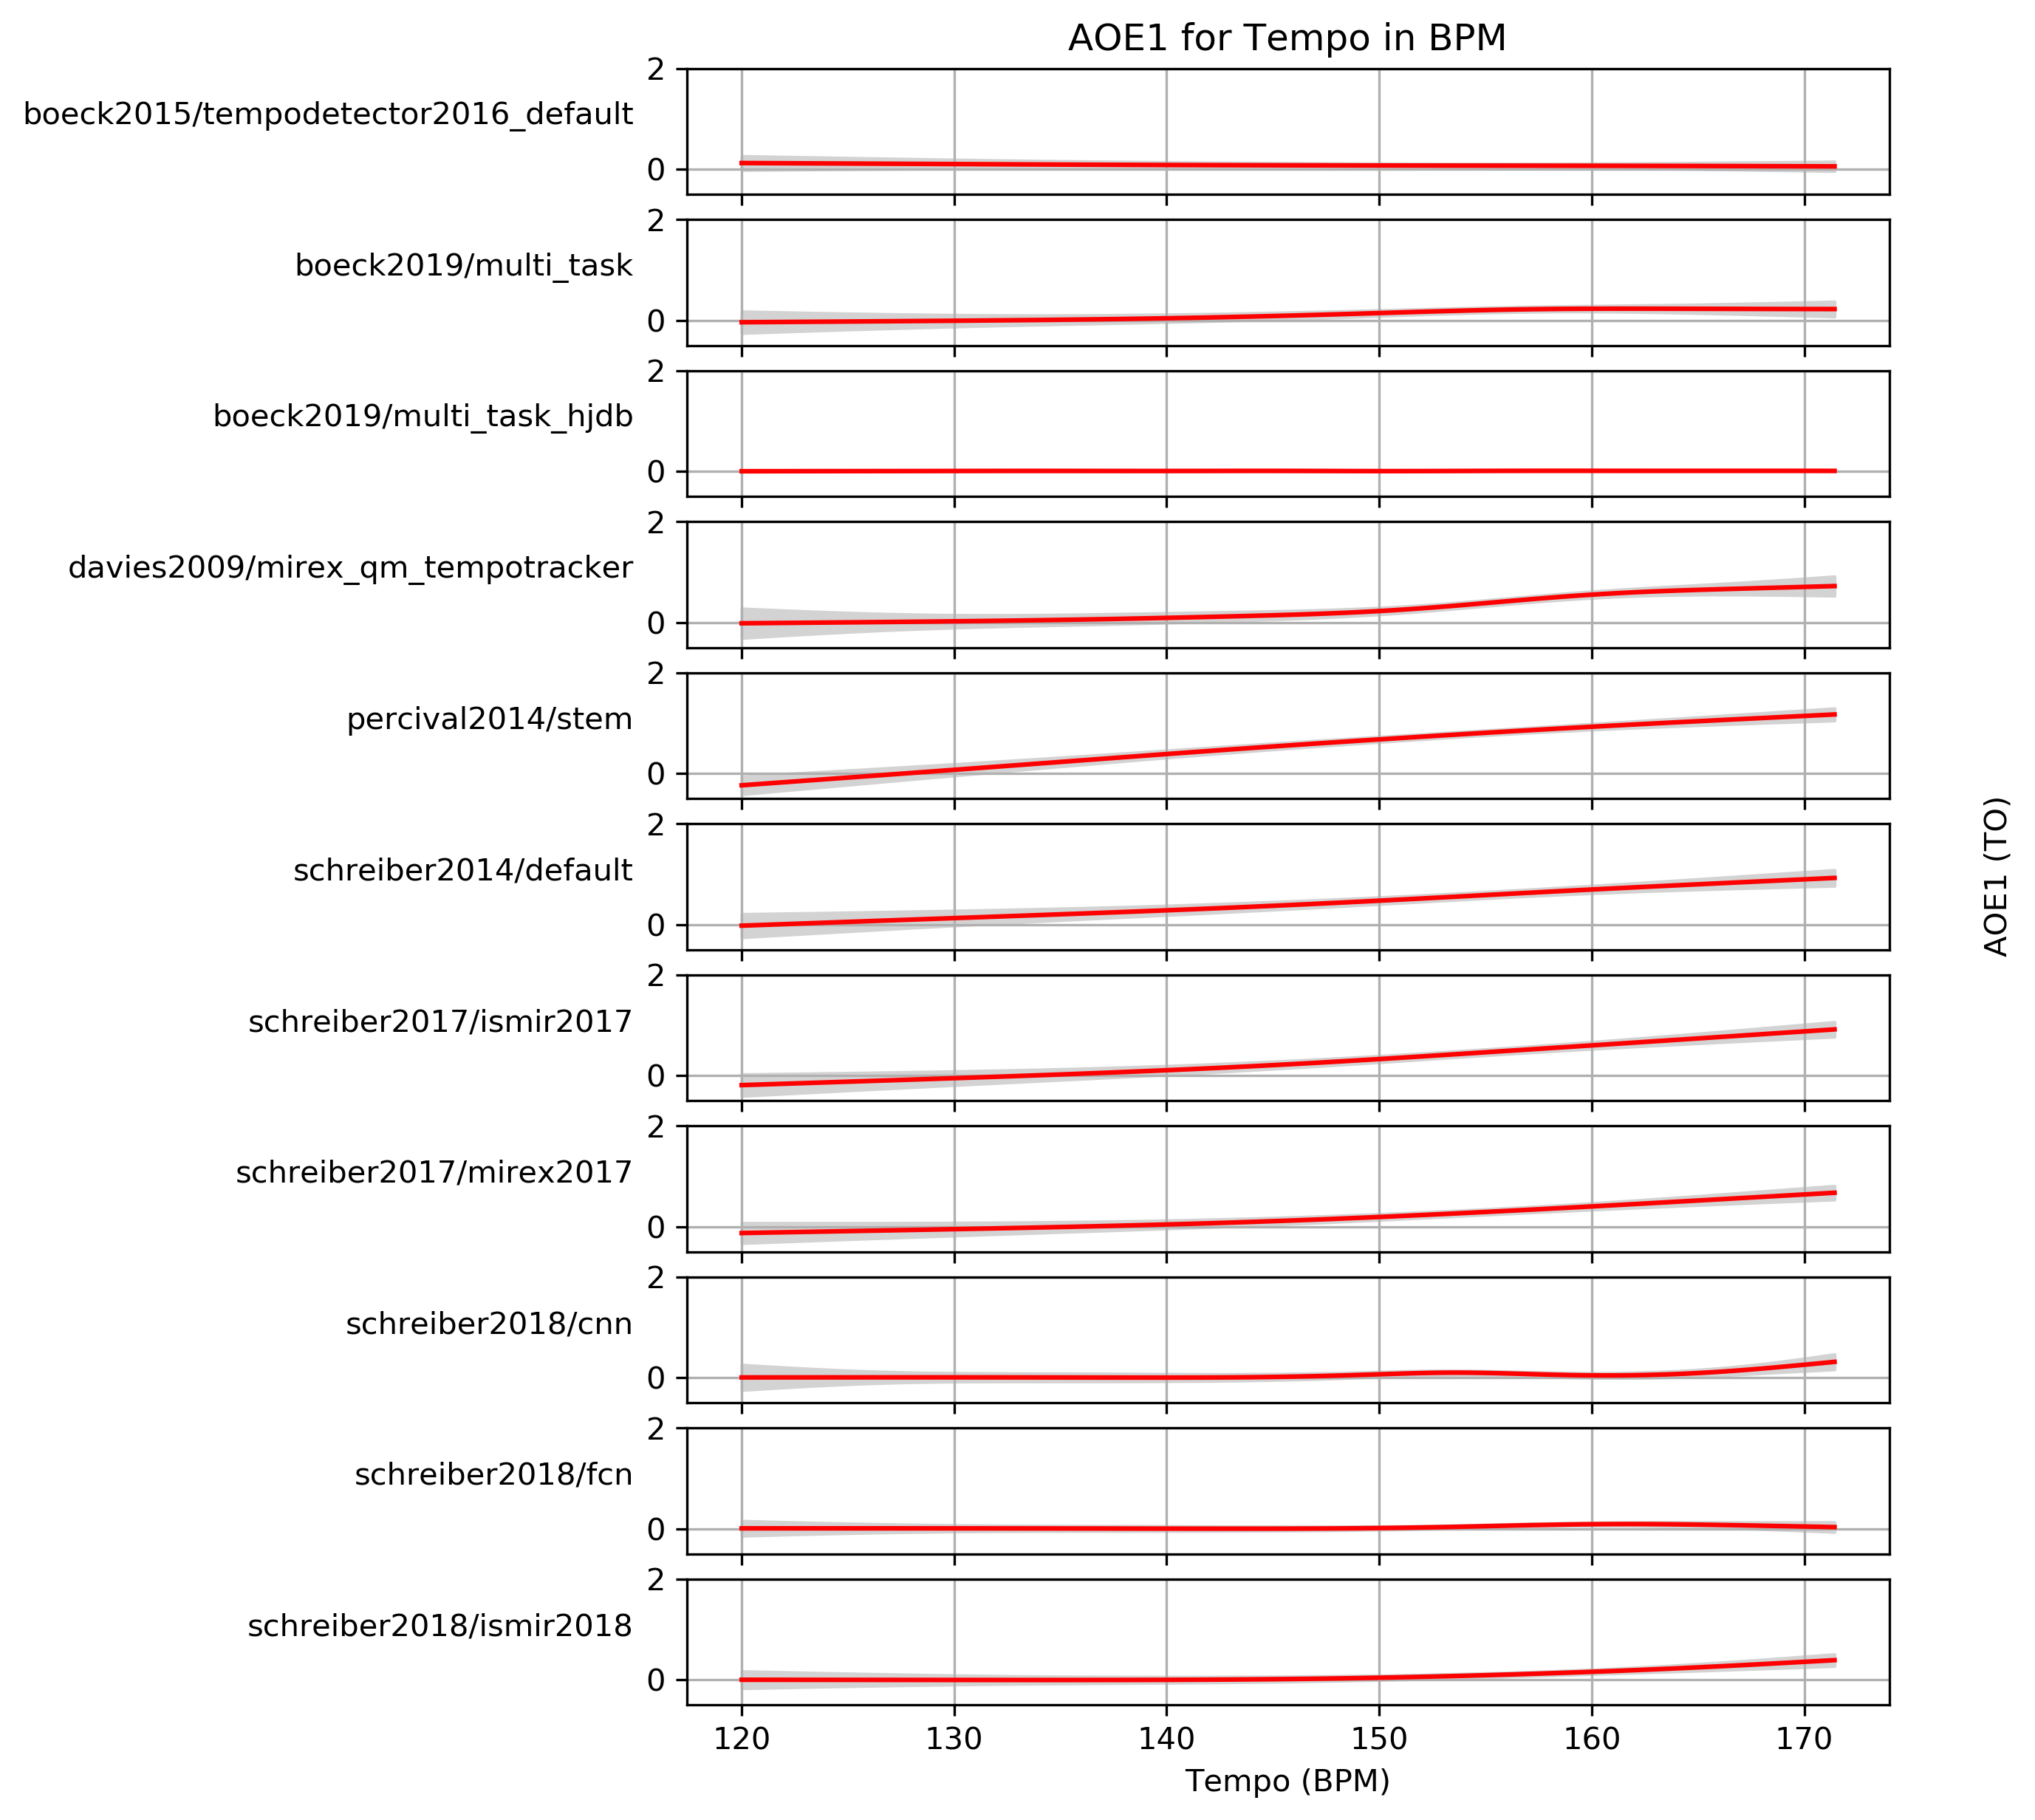 AOE1 for Tempo in BPM
2
boeck2015/tempodetector2016_default
0
2
boeck2019/multi_task
0
2
boeck2019/multi_task_hjdb
0
2
davies2009/mirex_qm_tempotracker
0
2
percival2014/stem
0
2
schreiber2014/default
0
AOE1 (TO)
2
schreiber2017/ismir2017
0
2
schreiber2017/mirex2017
0
2
schreiber2018/cnn
0
2
schreiber2018/fcn
0
2
schreiber2018/ismir2018
0
120 130 140 150 160 170
Tempo (BPM)